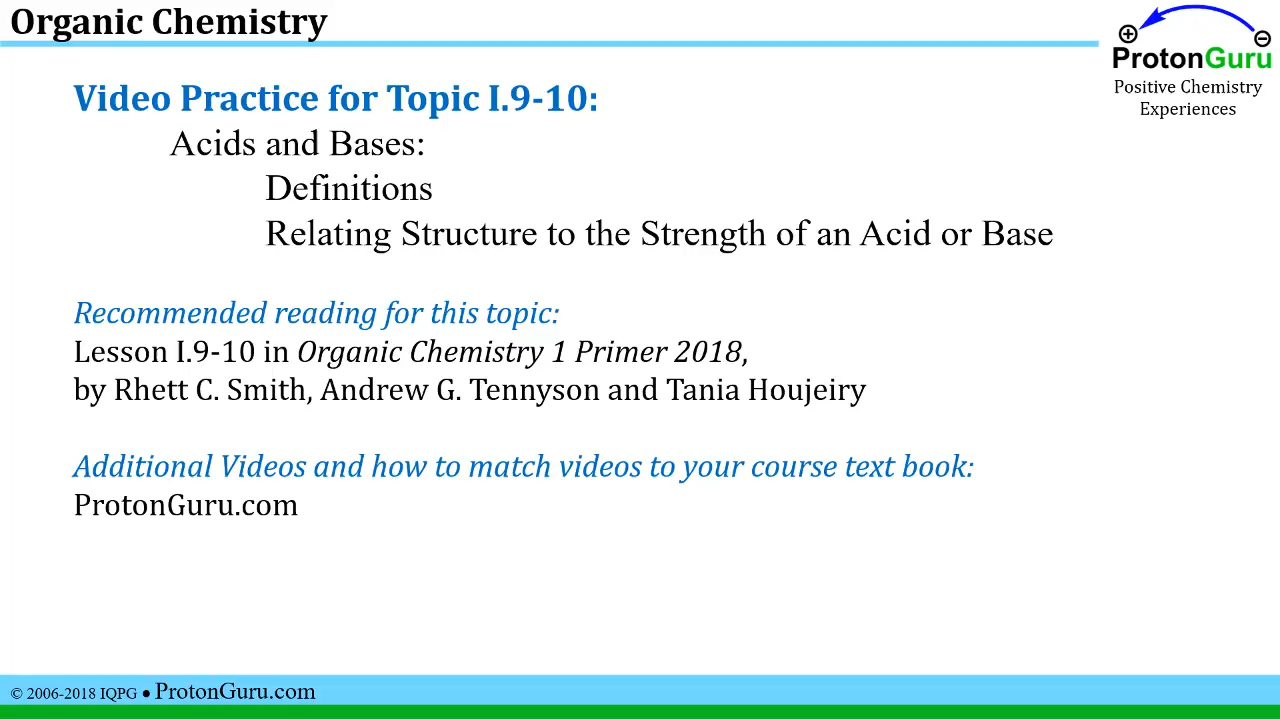 Organic Chemistry
ProtonGuru
Positive Chemistry
Experiences
Video Practice for Topic I.9-10:
Acids and Bases:
Definitions
Relating Structure to the Strength of an Acid or Base
Recommended reading for this topic:
Lesson I.9-10 in Organic Chemistry 1 Primer 2018,
by Rhett C. Smith, Andrew G. Tennyson and Tania Houjeiry
Additional Videos and how to match videos to your course text book:
ProtonGuru.com
© 2006-2018 IQPG ● ProtonGuru.com